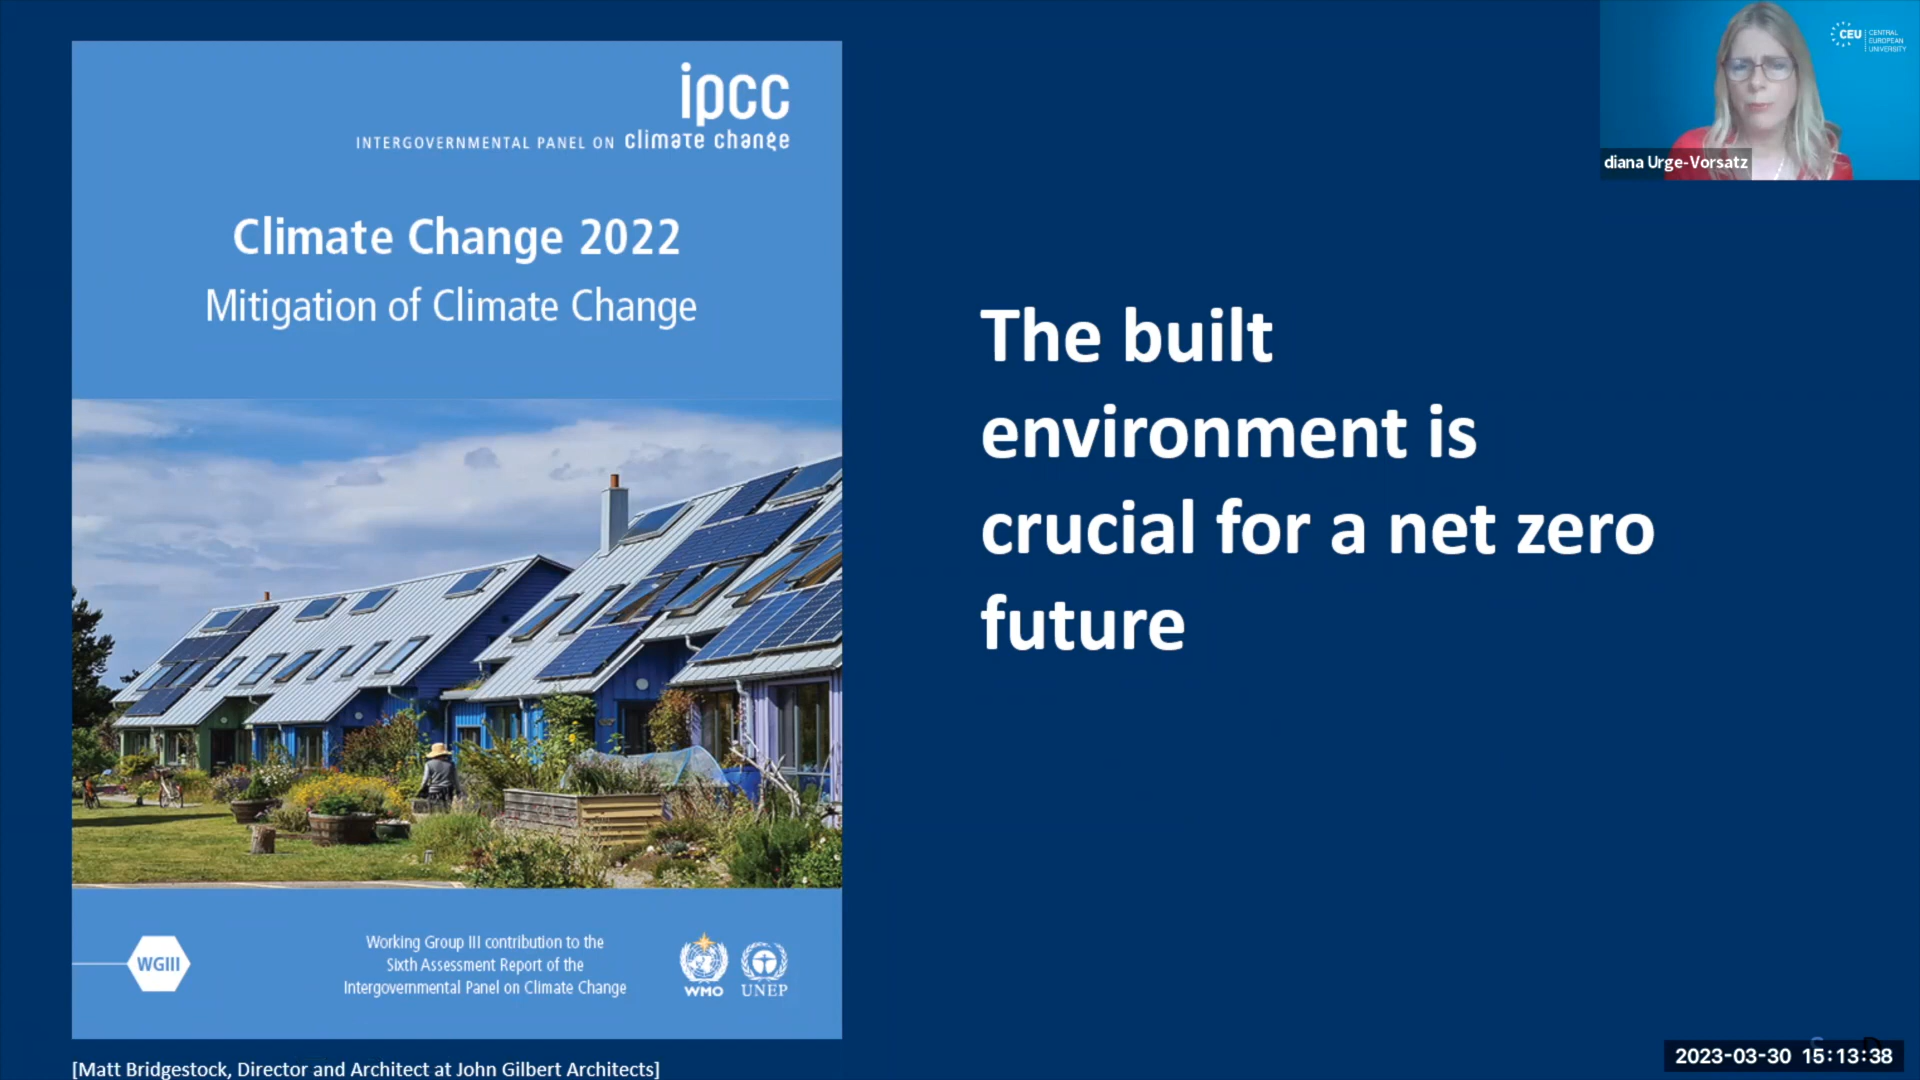 ipcc
INTERGOVERNMENTAL PANEL ON climate change
Climate Change 2022
Mitigation of Climate Change
WGIII
Working Group III contribution to the
Sixth Assessment Report of the
Intergovernmental Panel on Climate Change
WMO
UNEP
[Matt Bridgestock, Director and Architect at John Gilbert Architects]
The built
environment is
crucial for a net zero
future
CEU
CENTRAL
EUROPEAN
UNIVERSITY
diana Urge-Vorsatz
2023-03-30 15:13:38